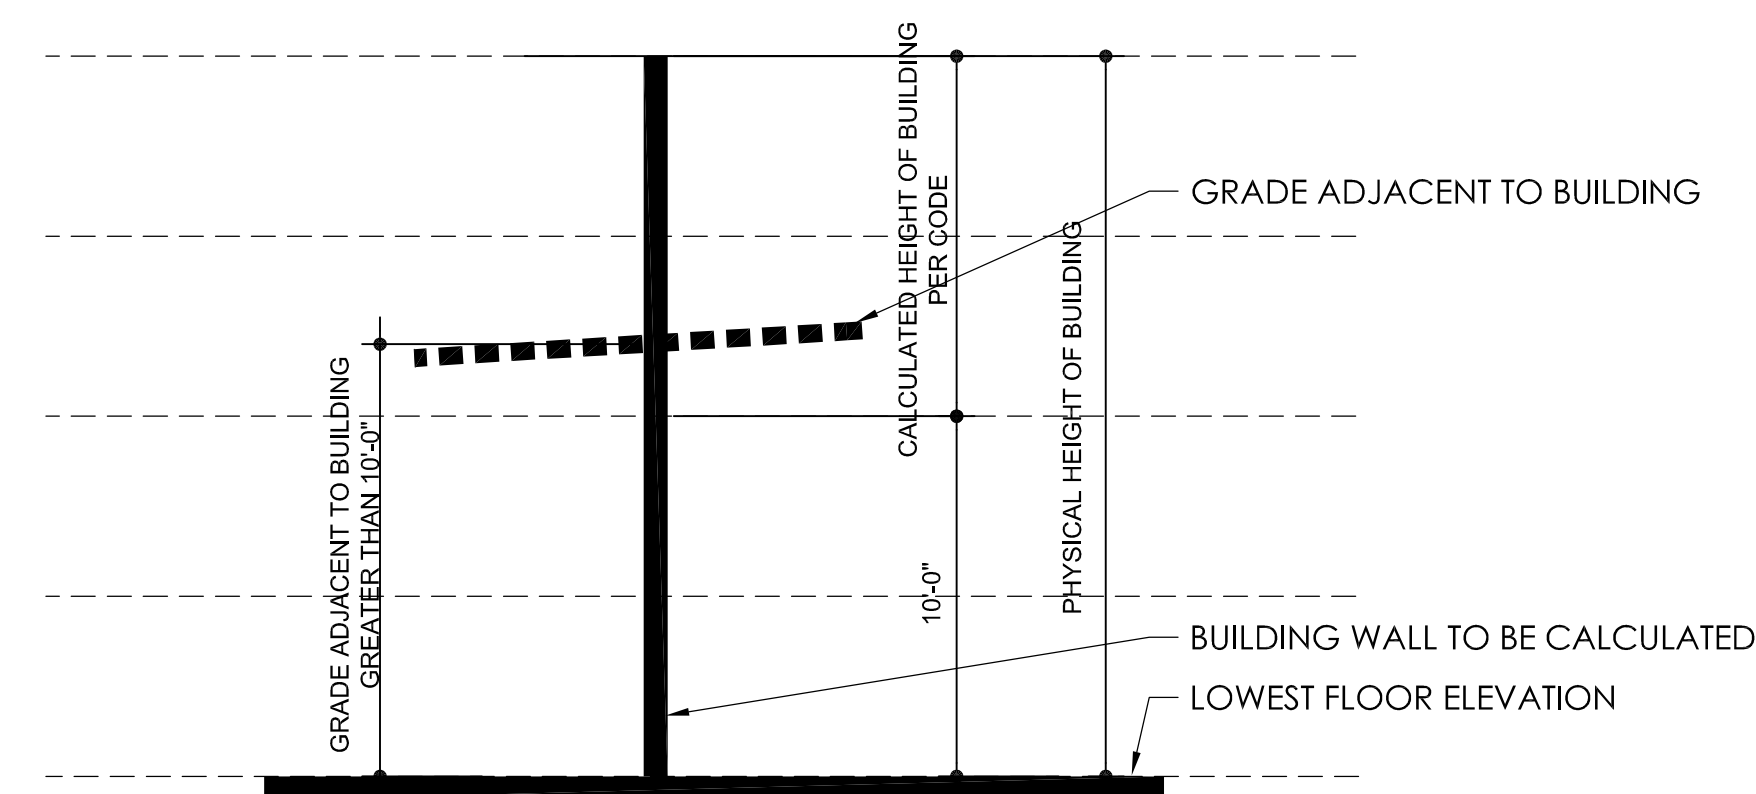 CALCULATED HEIGHT OF BUILDING
PER CODE
GRADE ADJACENT TO BUILDING
PHYSICAL HEIGHT OF BUILDING
GRADE ADJACENT TO BUILDING
GREATER THAN 10'-0"
10'-0"
BUILDING WALL TO BE CALCULATED
LOWEST FLOOR ELEVATION